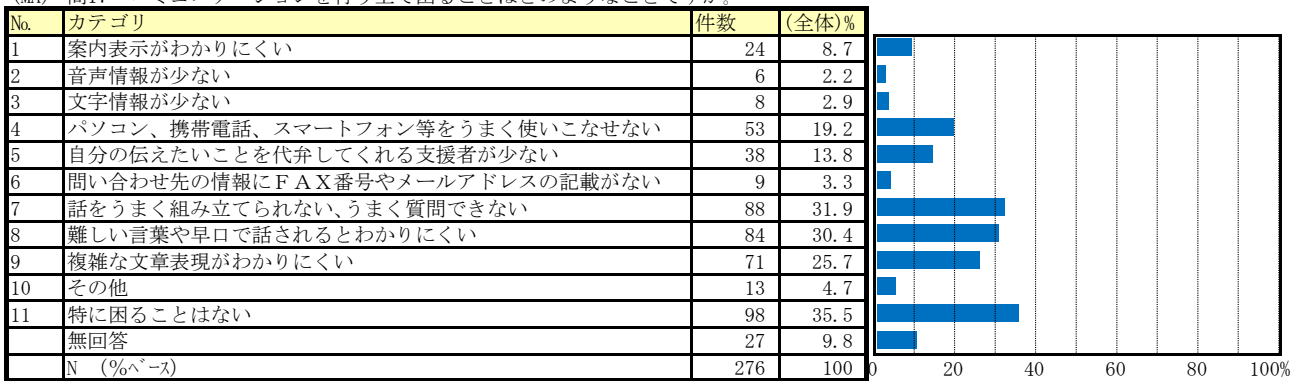 № カテゴリ 件数 (全体)%
1 案内表示がわかりにくい 24 8.7
2 音声情報が少ない 6 2.2
3 文字情報が少ない 8 2.9
4 パソコン、携帯電話、スマートフォン等をうまく使いこなせない 53 19.2
5 自分の伝えたいことを代弁してくれる支援者が少ない 38 13.8
6 問い合わせ先の情報にＦＡＸ番号やメールアドレスの記載がない 9 3.3
7 話をうまく組み立てられない、うまく質問できない 88 31.9
8 難しい言葉や早口で話されるとわかりにくい 84 30.4
9 複雑な文章表現がわかりにくい 71 25.7
10 その他 13 4.7
11 特に困ることはない 98 35.5
無回答 27 9.8
N (%ﾍﾞｰｽ) 276 100
0 20 40 60 80 100%